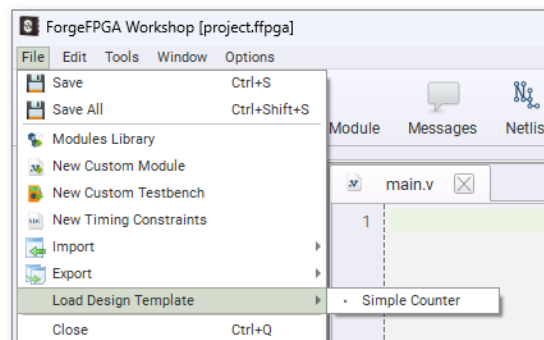 ForgeFPGA Workshop [project.ffpga]
File Edit Tools Window Options
Save Ctrl+S
Save All Ctrl+Shift+S
Modules Library
New Custom Module
New Custom Testbench
New Timing Constraints
Import
Export
Load Design Template
Close Ctrl+Q
Simple Counter
Module Messages Netlis
main.v
1